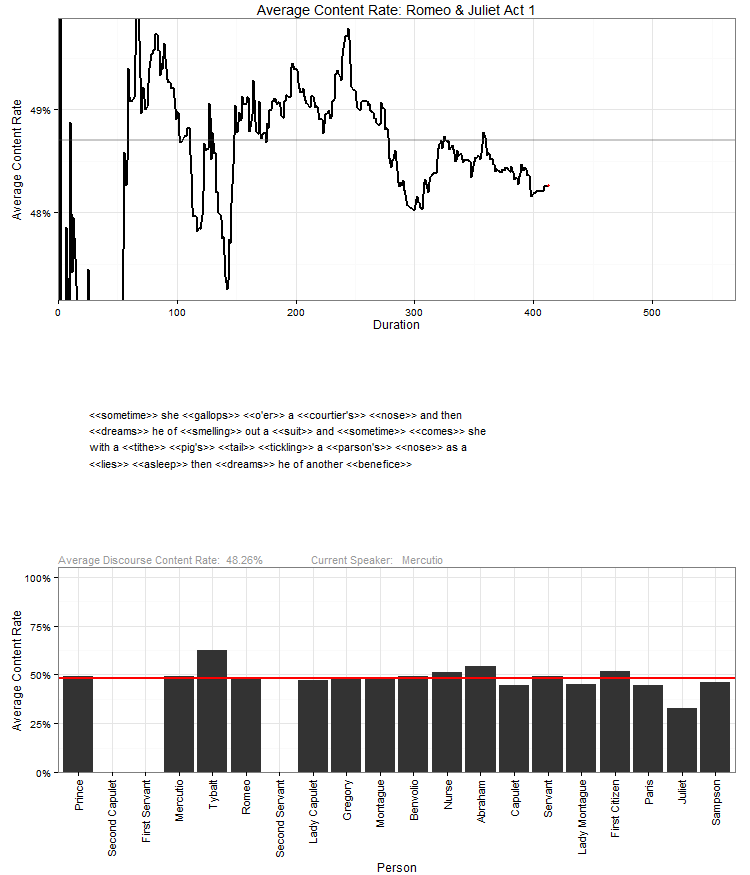 Average Content Rate: Romeo & Juliet Act 1
Average Content Rate
49%
48%
0 100 200 300 400 500
Duration
<<sometime>> she <<gallops>> <<o'er>> a <<courtier's>> <<nose>> and then
<<dreams>> he of <<smelling>> out a <<suit>> and <<sometime>> <<comes>> she
with a <<tithe>> <<pig's>> <<tail>> <<tickling>> a <<parson's>> <<nose>> as a
<<lies>> <<asleep>> then <<dreams>> he of another <<benefice>>
Average Discourse Content Rate: 48.26% Current Speaker: Mercutio
Average Content Rate
100%
75%
50%
25%
0%
Prince
Second Capulet
First Servant
Mercutio
Tybalt
Romeo
Second Servant
Lady Capulet
Gregory
Montague
Benvolio
Nurse
Abraham
Capulet
Servant
Lady Montague
First Citizen
Paris
Juliet
Sampson
Person